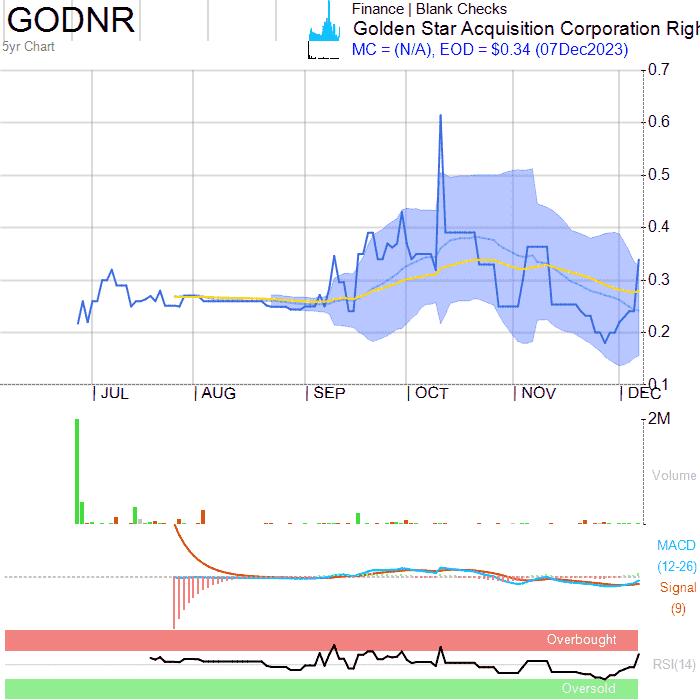 GODNR
5yr Chart
Finance | Blank Checks
Golden Star Acquisition Corporation Righ
MC = (N/A), EOD = $0.34 (07Dec2023)
0.7
0.6
0.5
0.4
0.3
0.2
0.1
JUL AUG SEP OCT NOV DEC
2M
Volume
MACD
(12-26)
Signal
(9)
Overbought
RSI(14)
Oversold